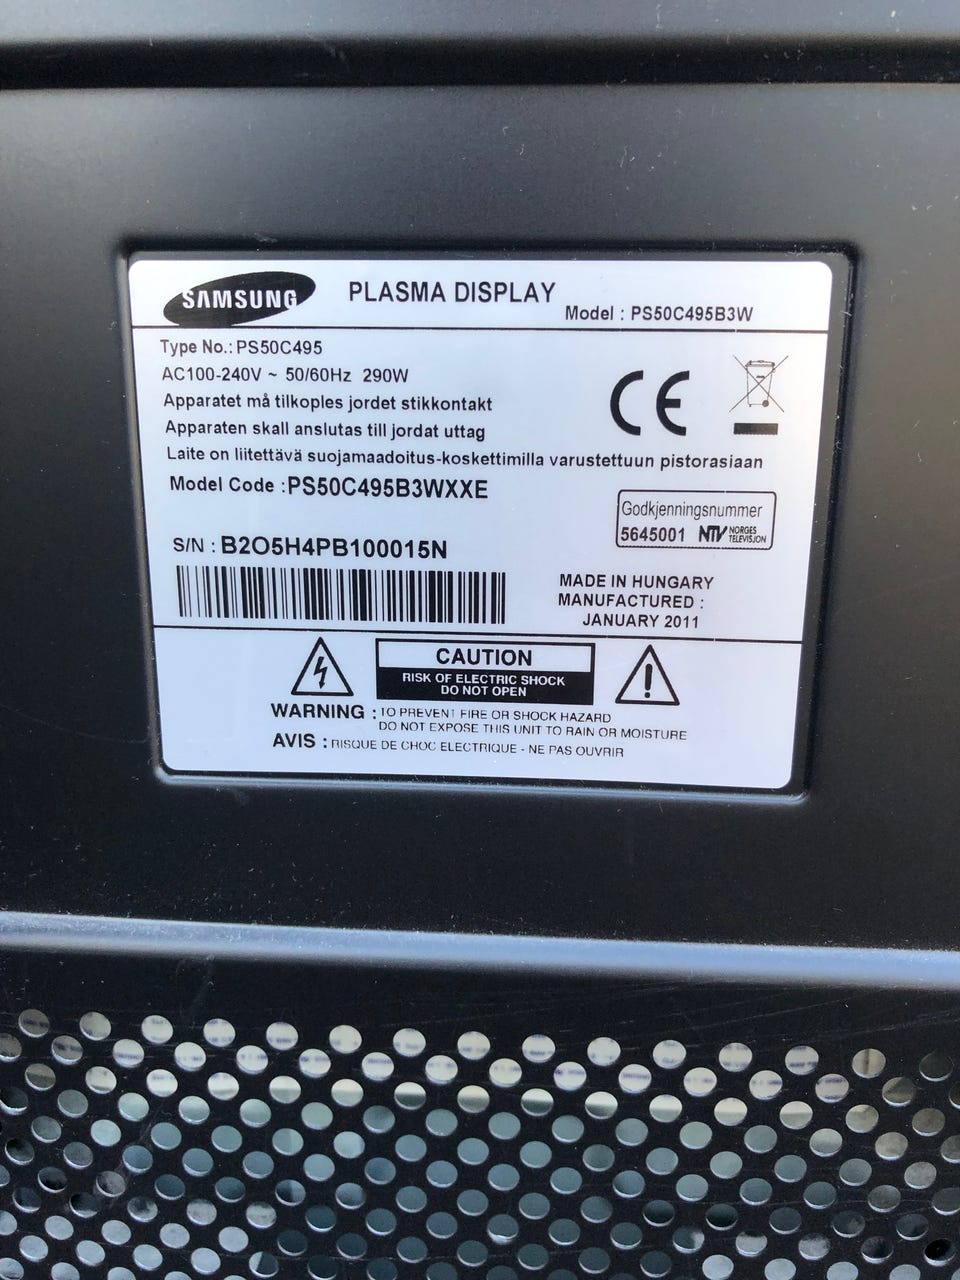 SAMSUNG
PLASMA DISPLAY
Model : PS50C495B3W
Type No.: PS50C495
AC100-240V ~ 50/60Hz 290W
Apparatet må tilkoples jordet stikkontakt
Apparaten skall anslutas till jordat uttag
Laite on liitettävä suojamaadoitus-koskettimilla varustettuun pistorasiaan
Model Code :PS50C495B3WXXE
CE
Godkjenningsnummer
5645001 NTV NORGES
TELEVISJON
S/N : B2O5H4PB100015N
MADE IN HUNGARY
MANUFACTURED :
JANUARY 2011
CAUTION
RISK OF ELECTRIC SHOCK
DO NOT OPEN
WARNING : TO PREVENT FIRE OR SHOCK HAZARD
DO NOT EXPOSE THIS UNIT TO RAIN OR MOISTURE
AVIS : RISQUE DE CHOC ELECTRIQUE - NE PAS OUVRIR